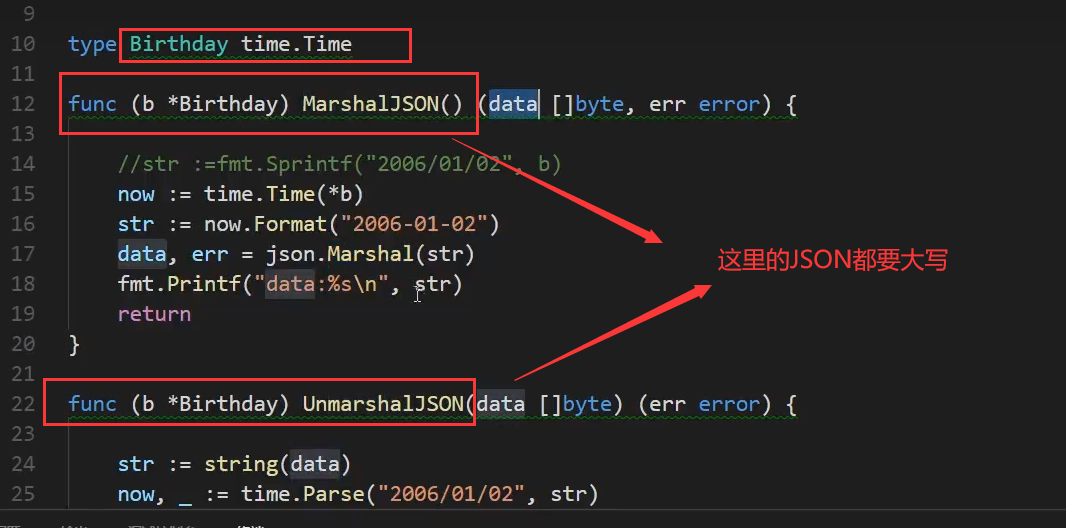 9
10 type Birthday time.Time
11
12 func (b *Birthday) MarshalJSON() (data []byte, err error) {
13
14 //str :=fmt.Sprintf("2006/01/02", b)
15 now := time.Time(*b)
16 str := now.Format("2006-01-02")
17 data, err = json.Marshal(str)
这里的JSON都要大写
18 fmt.Printf("data:%s\n", str)
19 return
20 }
21
22 func (b *Birthday) UnmarshalJSON(data []byte) (err error) {
23
24 str := string(data)
25 now, _ := time.Parse("2006/01/02", str)